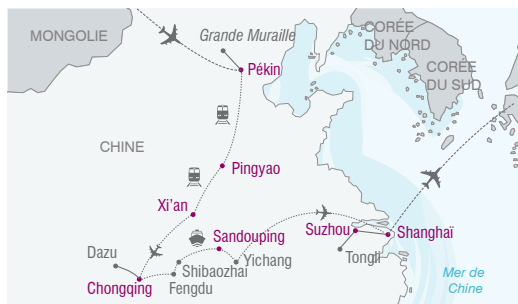 MONGOLIE
Grande Muraille
CORÉE
DU NORD
Pékin
CORÉE
DU SUD
CHINE
Pingyao
Xi'an
Sandouping
Suzhou
Shanghaï
Dazu
Yichang
Tongli
Shibaozhai
Chongqing
Fengdu
Mer de
Chine